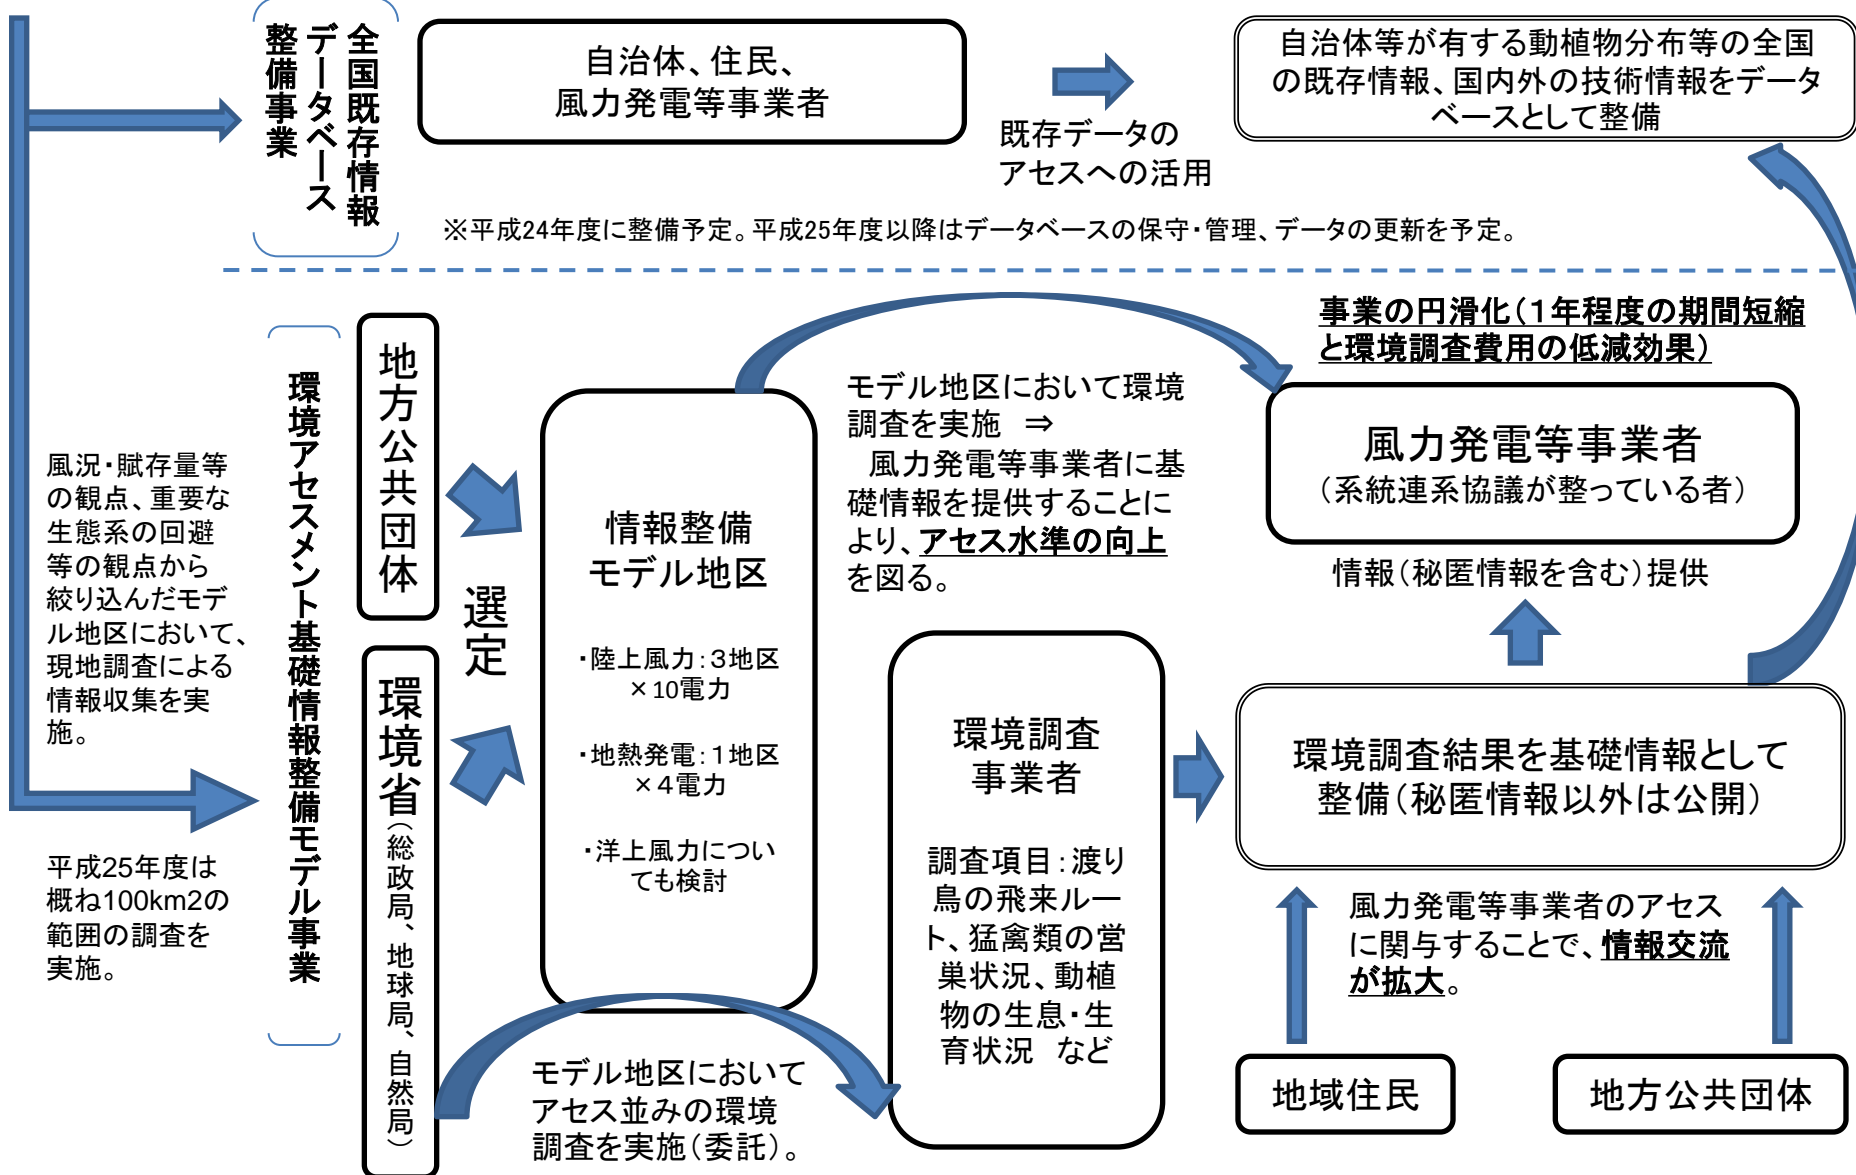 全国既存情報
データベース
整備事業
自治体、住民、
風力発電等事業者
既存データの
アセスへの活用
自治体等が有する動植物分布等の全国
の既存情報、国内外の技術情報をデータ
ベースとして整備
※平成24年度に整備予定。平成25年度以降はデータベースの保守・管理、データの更新を予定。
風況・賦存量等
の観点、重要な
生態系の回避
等の観点から
絞り込んだモデ
ル地区において、
現地調査による
情報収集を実
施。
平成25年度は
概ね100km2の
範囲の調査を
実施。
環境アセスメント基礎情報整備モデル事業
地方公共団体
環境省
（総政局、地球局、自然局）
選定
情報整備
モデル地区
・陸上風力：３地区
×10電力
・地熱発電：１地区
×４電力
・洋上風力につい
ても検討
モデル地区において環境
調査を実施　⇒
風力発電等事業者に基
礎情報を提供することに
より、アセス水準の向上
を図る。
モデル地区において
アセス並みの環境
調査を実施（委託）。
環境調査
事業者
調査項目：渡り
鳥の飛来ルー
ト、猛禽類の営
巣状況、動植
物の生息・生
育状況　など
事業の円滑化（１年程度の期間短縮
と環境調査費用の低減効果）
風力発電等事業者
（系統連系協議が整っている者）
情報（秘匿情報を含む）提供
環境調査結果を基礎情報として
整備（秘匿情報以外は公開）
風力発電等事業者のアセス
に関与することで、情報交流
が拡大。
地域住民
地方公共団体